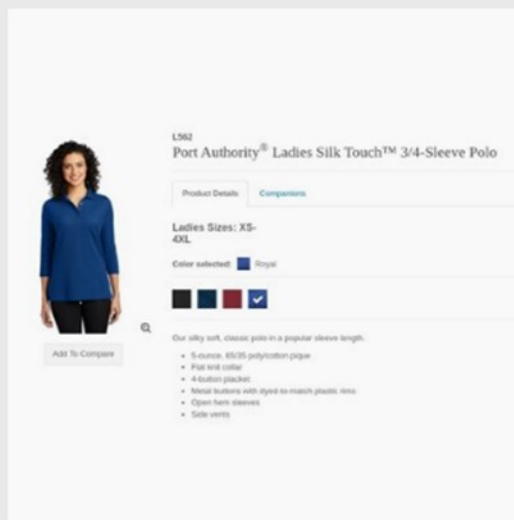 L562
Port Authority® Ladies Silk Touch™ 3/4-Sleeve Polo
Product Details Companions
Ladies Sizes: XS-
4XL
Color selected: Royal
Add To Compare
Our silky soft, classic polo in a popular sleeve length.
5-ounce, 65/35 poly/cotton pique
Flat knit collar
4-button placket
Metal buttons with dyed-to-match plastic rims
Open hem sleeves
Side vents